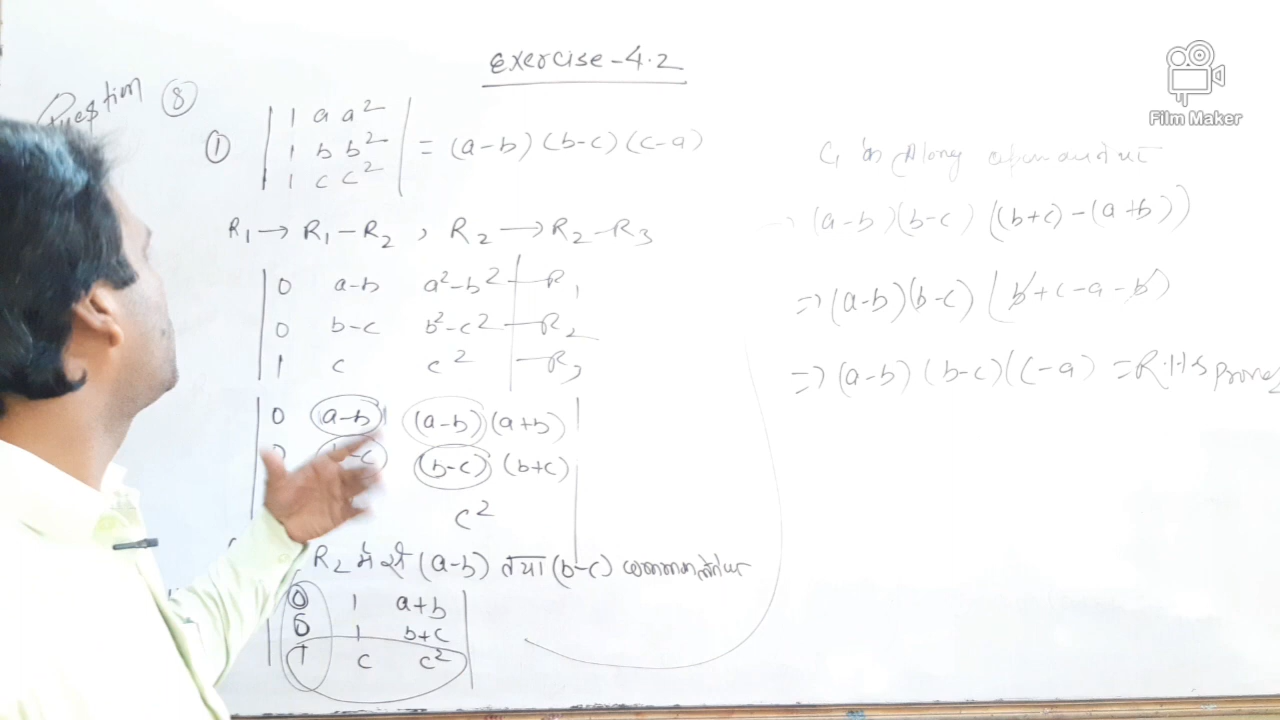 Exercise-4.2
Question 8
① | 1 a a² |
| 1 b b² | = (a-b)(b-c)(c-a)
| 1 c c² |
R₁ → R₁-R₂ , R₂ → R₂-R₃
| 0 a-b a²-b² | - R₁
| 0 b-c b²-c² | - R₂
| 1 c c² | - R₃
| 0 (a-b) (a-b)(a+b) |
(b-c) (b+c) |
c² |
R₂ में से (a-b) तथा (b-c)
| 0 1 a+b |
| 0 1 b+c |
| 1 c c² |
C₁ Along
→ (a-b)(b-c)((b+c)-(a+b))
⇒ (a-b)(b-c)(b+c-a-b)
⇒ (a-b)(b-c)(c-a) = R.H.S
Film Maker